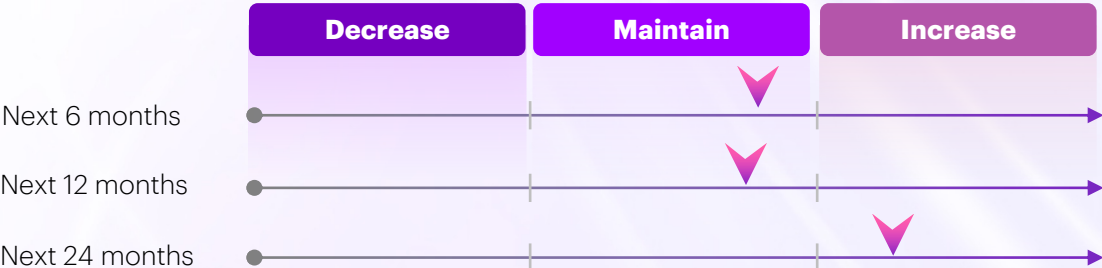 Decrease Maintain Increase
Next 6 months
Next 12 months
Next 24 months